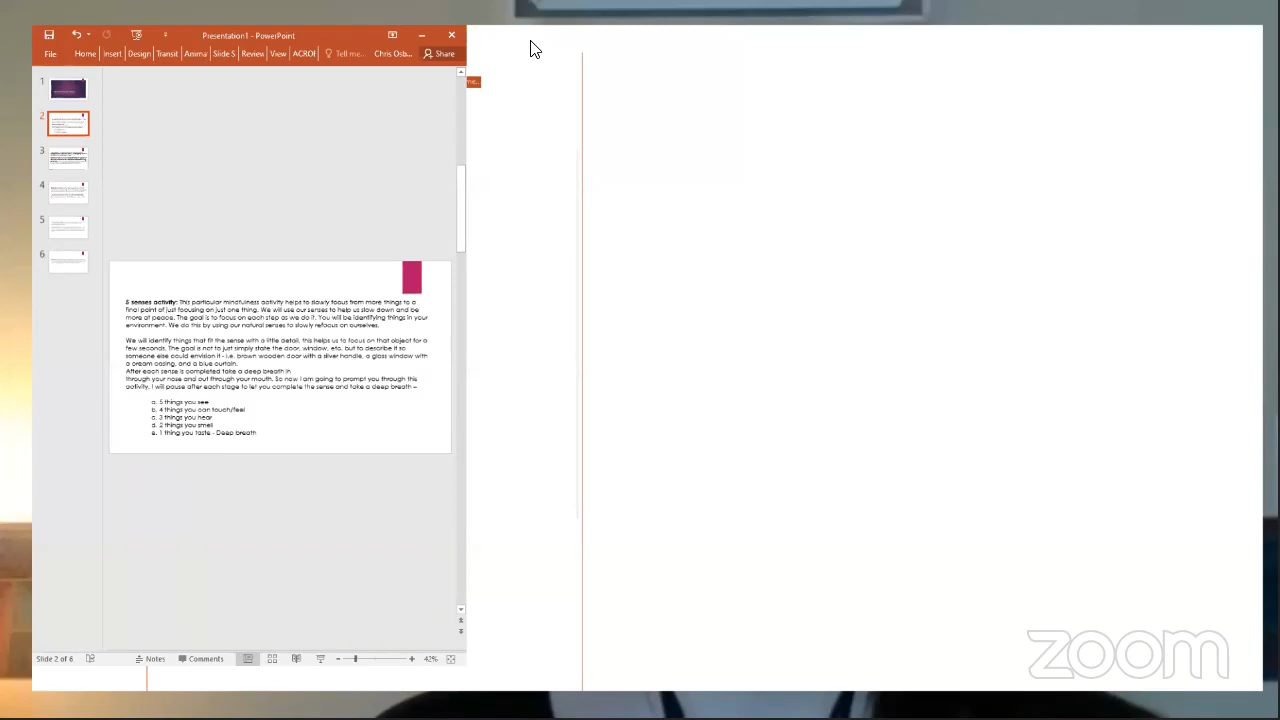 Presentation1 - PowerPoint
File Home Insert Design Transit Anima Slide S Review View ACROF Tell me... Chris Osb... Share
me...
1
2
3
4
5
6
5 senses activity: This particular mindfulness activity helps to slowly focus from more things to a
final point of just focusing on just one thing. We will use our senses to help us slow down and be
more at peace. The goal is to focus on each step as we do it. You will be identifying things in your
environment. We do this by using our natural senses to slowly refocus on ourselves.
We will identify things that fit the sense with a little detail, this helps us to focus on that object for a
few seconds. The goal is not to just simply state the door, window, etc. but to describe it so
someone else could envision it - i.e. brown wooden door with a silver handle, a glass window with
a cream casing, and a blue curtain.
After each sense is completed take a deep breath in
through your nose and out through your mouth. So now I am going to prompt you through this
activity, I will pause after each stage to let you complete the sense and take a deep breath –
a. 5 things you see
b. 4 things you can touch/feel
c. 3 things you hear
d. 2 things you smell
e. 1 thing you taste - Deep breath
Slide 2 of 6 Notes Comments 42%
zoom